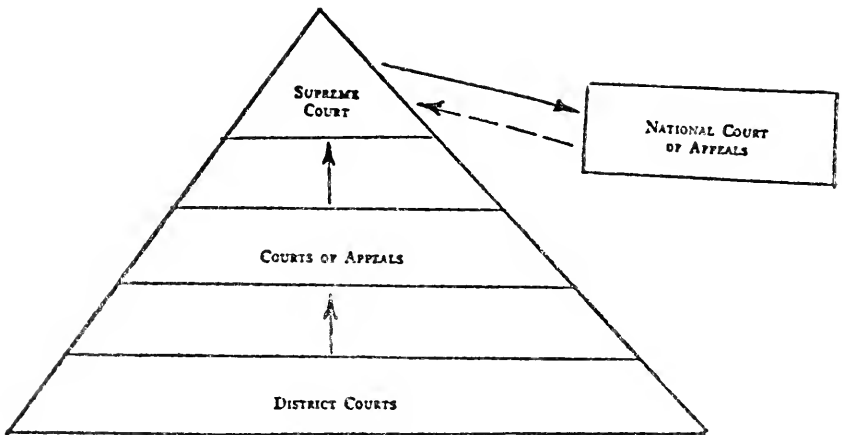 SUPREME
COURT
NATIONAL COURT
OF APPEALS
COURTS OF APPEALS
DISTRICT COURTS